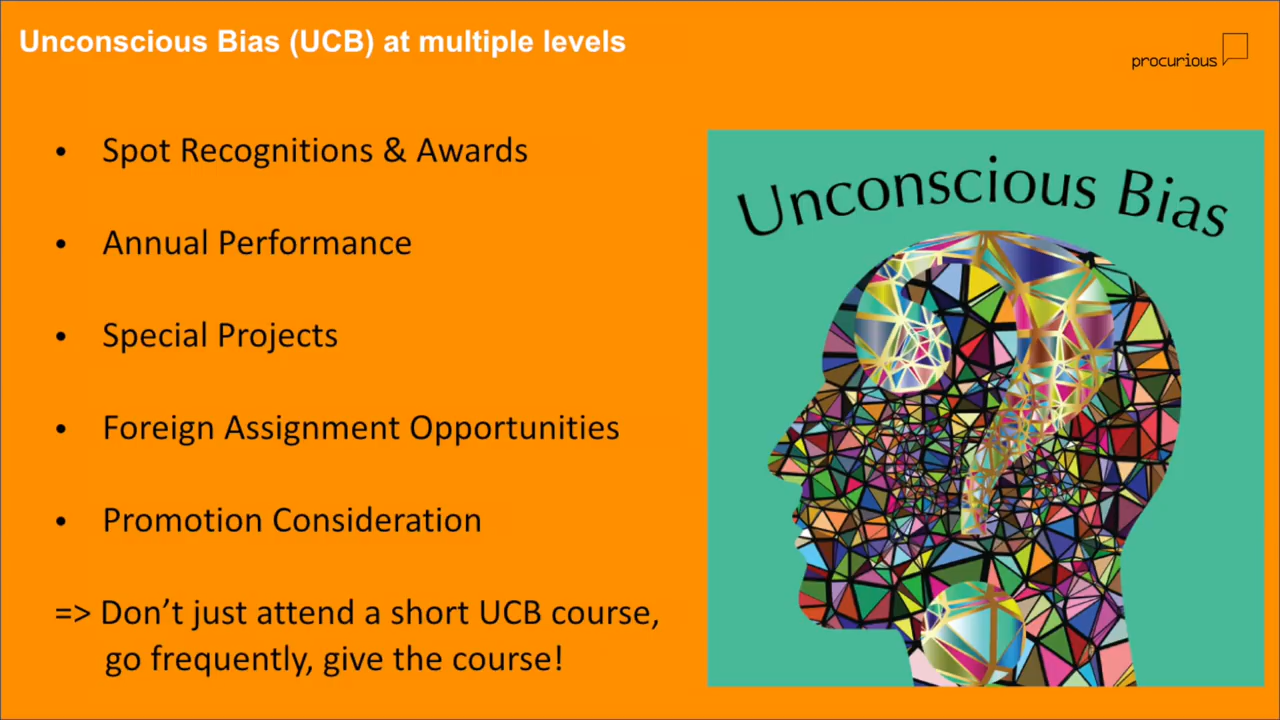 Unconscious Bias (UCB) at multiple levels
procurious
• Spot Recognitions & Awards
• Annual Performance
• Special Projects
• Foreign Assignment Opportunities
• Promotion Consideration
=> Don’t just attend a short UCB course,
go frequently, give the course!
Unconscious Bias